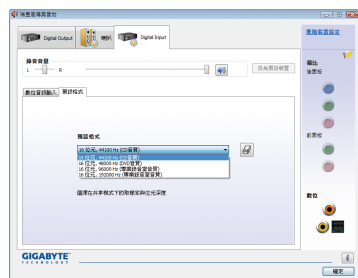 瑞昱高傳真音效
Digital Output
喇叭
Digital Input
進階裝置設定
錄音音量
L
R
設為預設裝置
類比
後面板
數位音訊輸入
預設格式
預設格式
16 位元, 44100 Hz (CD音質)
16 位元, 44100 Hz (CD音質)
16 位元, 48000 Hz (DVD音質)
16 位元, 96000 Hz (專業錄音室音質)
16 位元, 192000 Hz (專業錄音室音質)
前面板
選擇在共享模式下的取樣率與位元深度
數位
GIGABYTE
TECHNOLOGY
i
確定